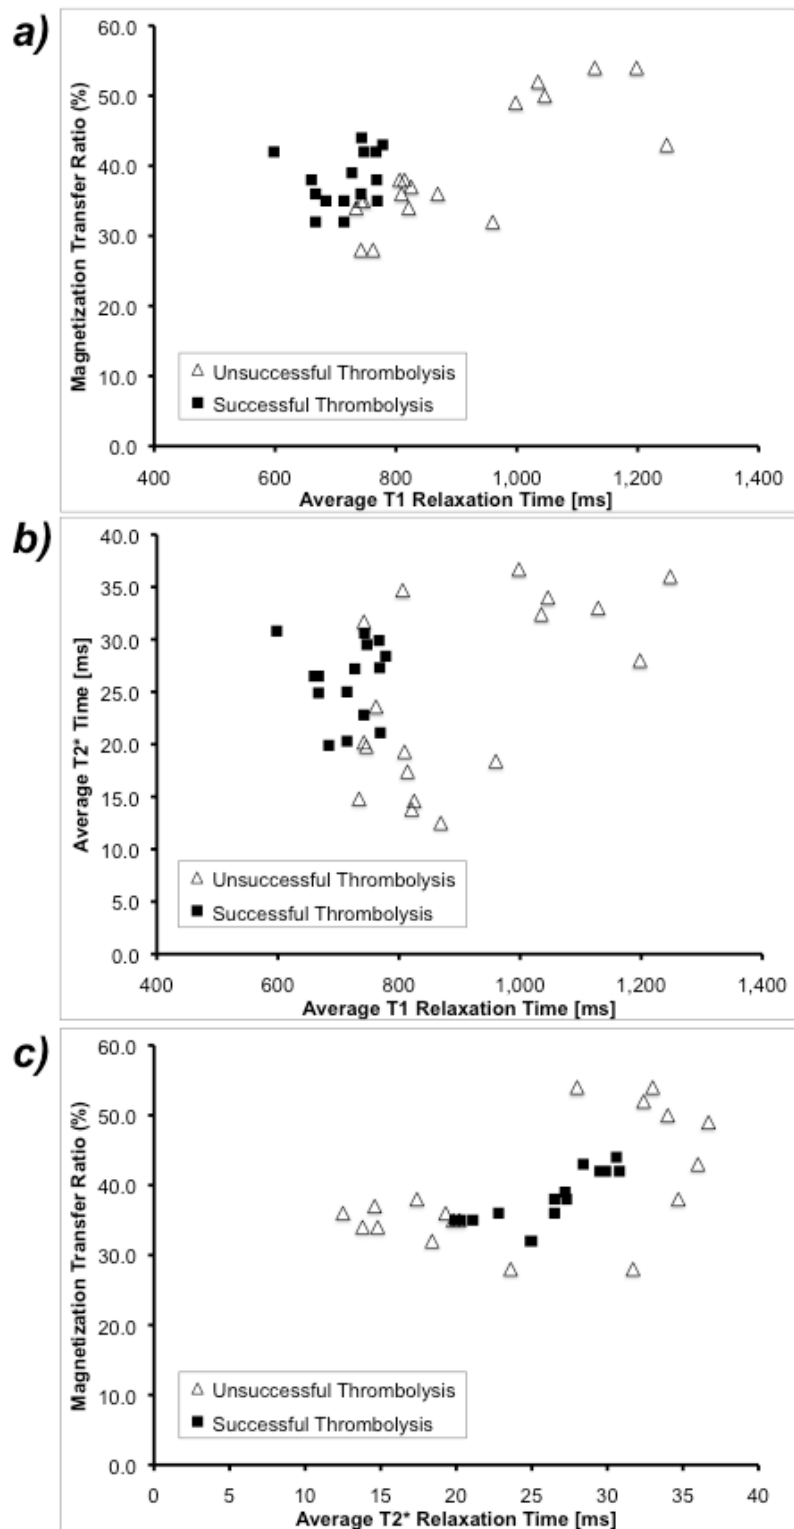 a)
Magnetization Transfer Ratio (%)
60.0
50.0
40.0
30.0
20.0
10.0
0.0
Unsuccessful Thrombolysis
Successful Thrombolysis
400 600 800 1,000 1,200 1,400
Average T1 Relaxation Time [ms]
b)
Average T2* Time [ms]
40.0
35.0
30.0
25.0
20.0
15.0
10.0
5.0
0.0
Unsuccessful Thrombolysis
Successful Thrombolysis
400 600 800 1,000 1,200 1,400
Average T1 Relaxation Time [ms]
c)
Magnetization Transfer Ratio (%)
60.0
50.0
40.0
30.0
20.0
10.0
0.0
Unsuccessful Thrombolysis
Successful Thrombolysis
0 5 10 15 20 25 30 35 40
Average T2* Relaxation Time [ms]